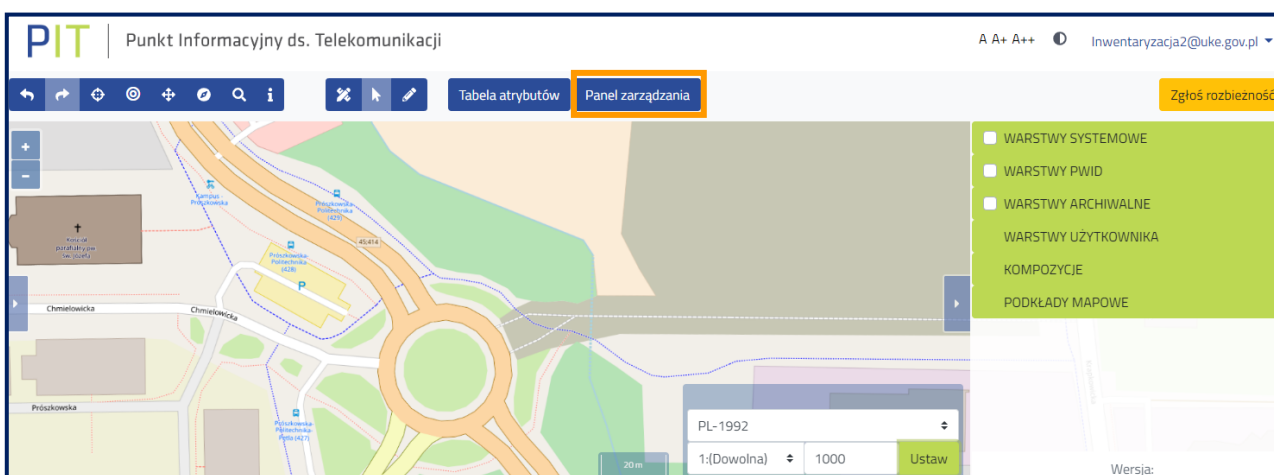 PIT Punkt Informacyjny ds. Telekomunikacji
A A+ A++ Inwentaryzacja2@uke.gov.pl
Tabela atrybutów Panel zarządzania Zgłoś rozbieżność
+
-
WARSTWY SYSTEMOWE
WARSTWY PWID
WARSTWY ARCHIWALNE
WARSTWY UŻYTKOWNIKA
KOMPOZYCJE
PODKŁADY MAPOWE
Kampus -
Prószkowska
Prószkowska-
Politechnika
(429)
45;414
Kościół
parafialny pw.
św. Józefa
Prószkowska-
Politechnika
(428)
P
Chmielowicka
Chmielowicka
Prószkowska
Prószkowska-
Politechnika-
Pętla (427)
PL-1992
1:(Dowolna) 1000 Ustaw
20 m
Wersja: